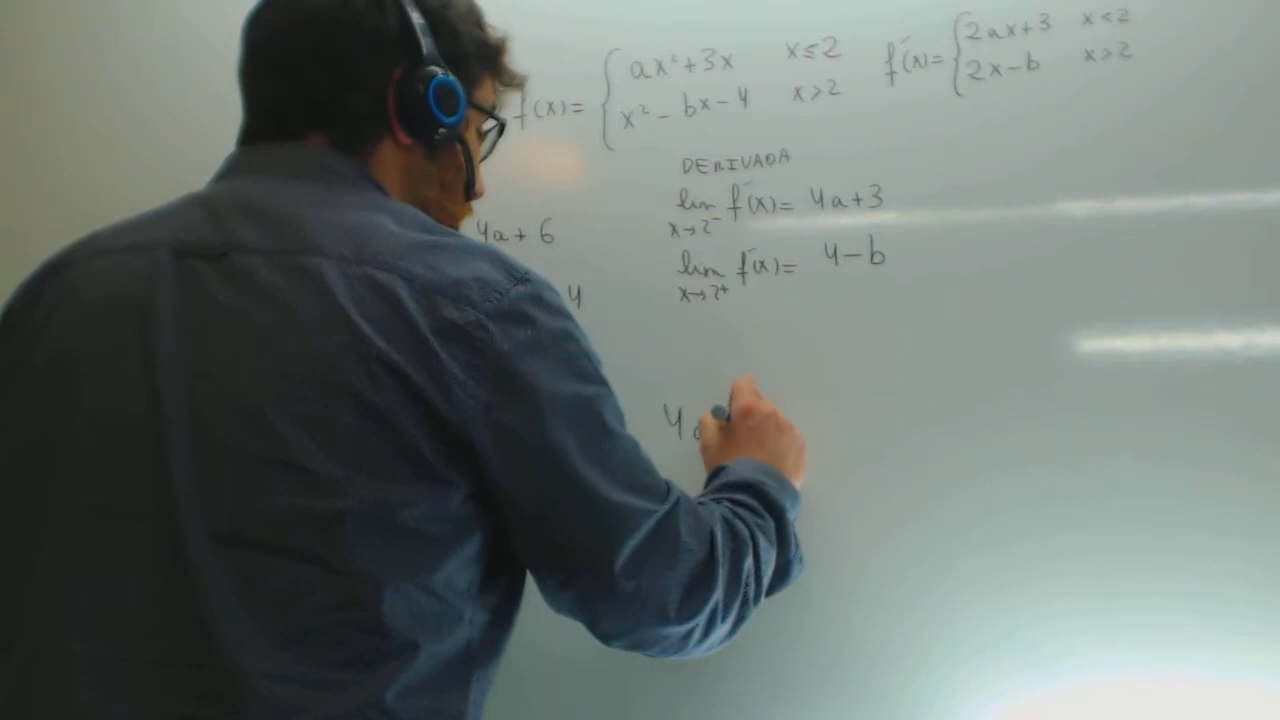 f(x)= { ax²+3x x≤2
x²-bx-4 x>2
f'(x)= { 2ax+3 x<2
2x-b x>2
DERIVADA
lim f'(x)= 4a+3
x→2⁻
lim f'(x)= 4-b
x→2⁺
4a+6
4
4